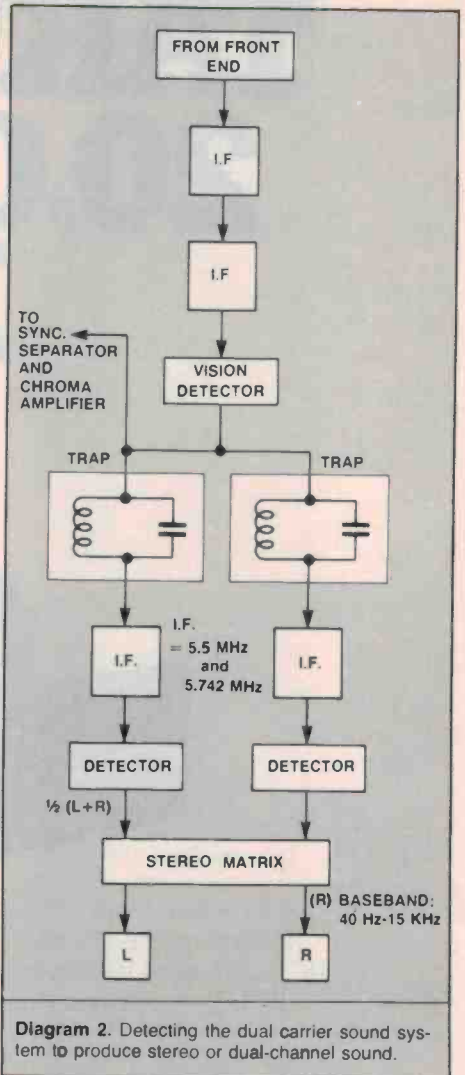 FROM FRONT
END
I.F
I.F
TO
SYNC.
SEPARATOR
AND
CHROMA
AMPLIFIER
VISION
DETECTOR
TRAP
TRAP
I.F.
I.F.
= 5.5 MHz
and
5.742 MHz
I.F.
DETECTOR
DETECTOR
½ (L+R)
STEREO MATRIX
(R) BASEBAND:
40 Hz-15 KHz
L
R
Diagram 2. Detecting the dual carrier sound sys-
tem to produce stereo or dual-channel sound.